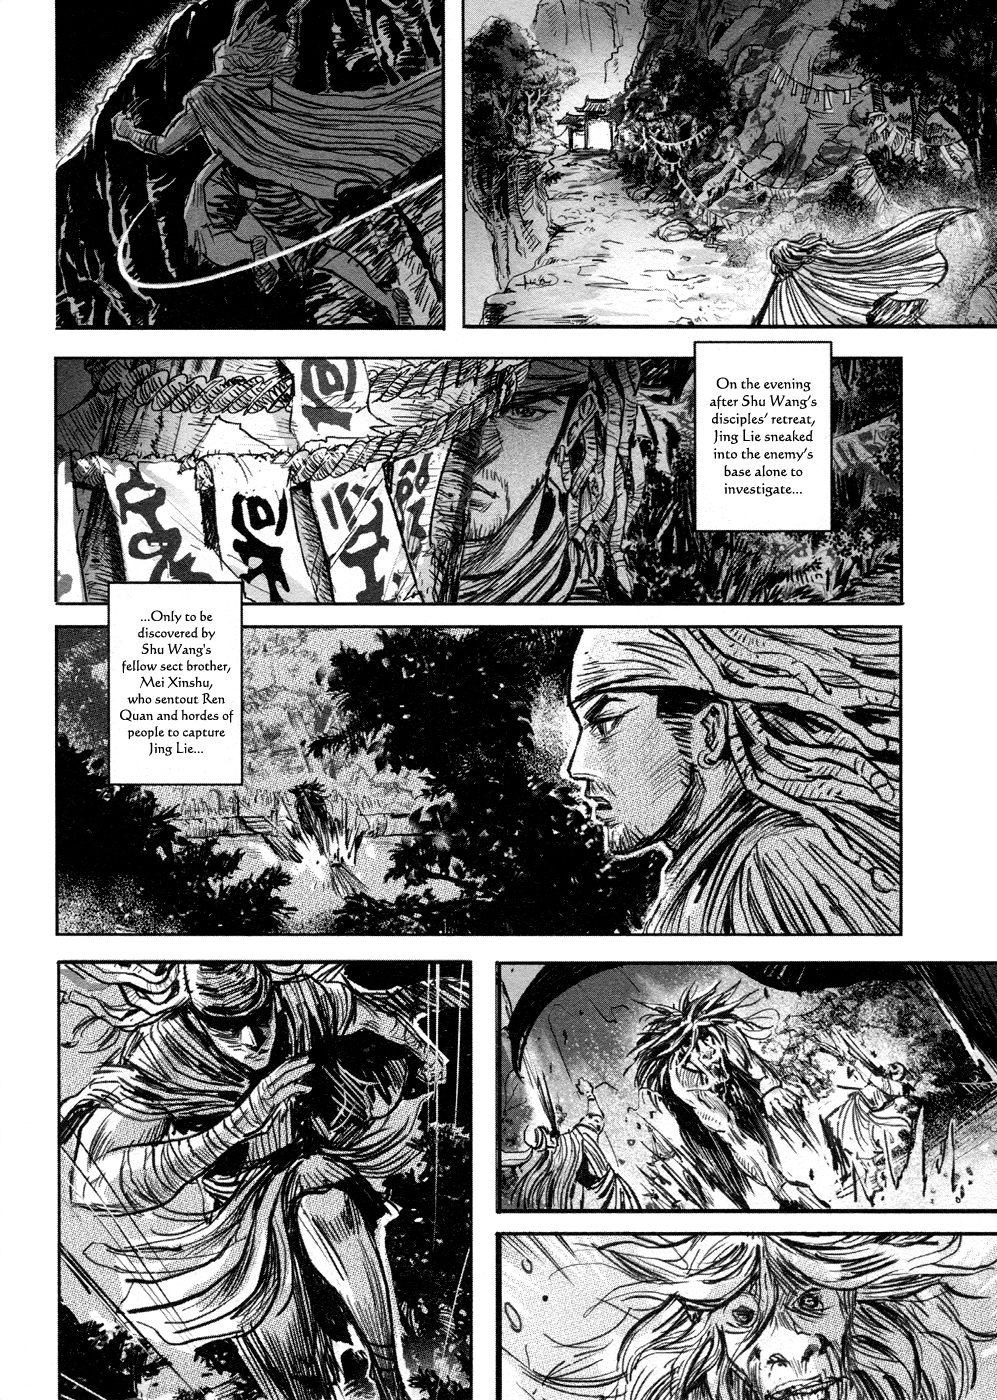 On the evening
after Shu Wang's
disciples' retreat,
Jing Lie sneaked
into the enemy's
base alone to
investigate...
...Only to be
discovered by
Shu Wang's
fellow sect brother,
Mei Xinshu,
who sentout Ren
Quan and hordes of
people to capture
Jing Lie...